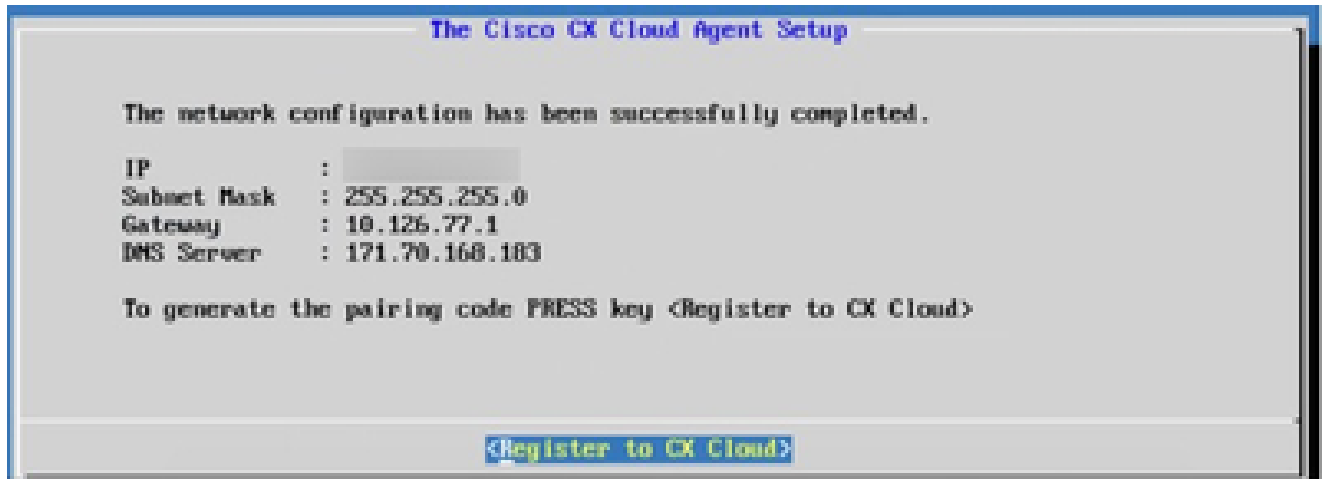 The Cisco CX Cloud Agent Setup
The network configuration has been successfully completed.
IP :
Subnet Mask : 255.255.255.0
Gateway : 10.126.77.1
DNS Server : 171.70.168.183
To generate the pairing code PRESS key <Register to CX Cloud>
<Register to CX Cloud>